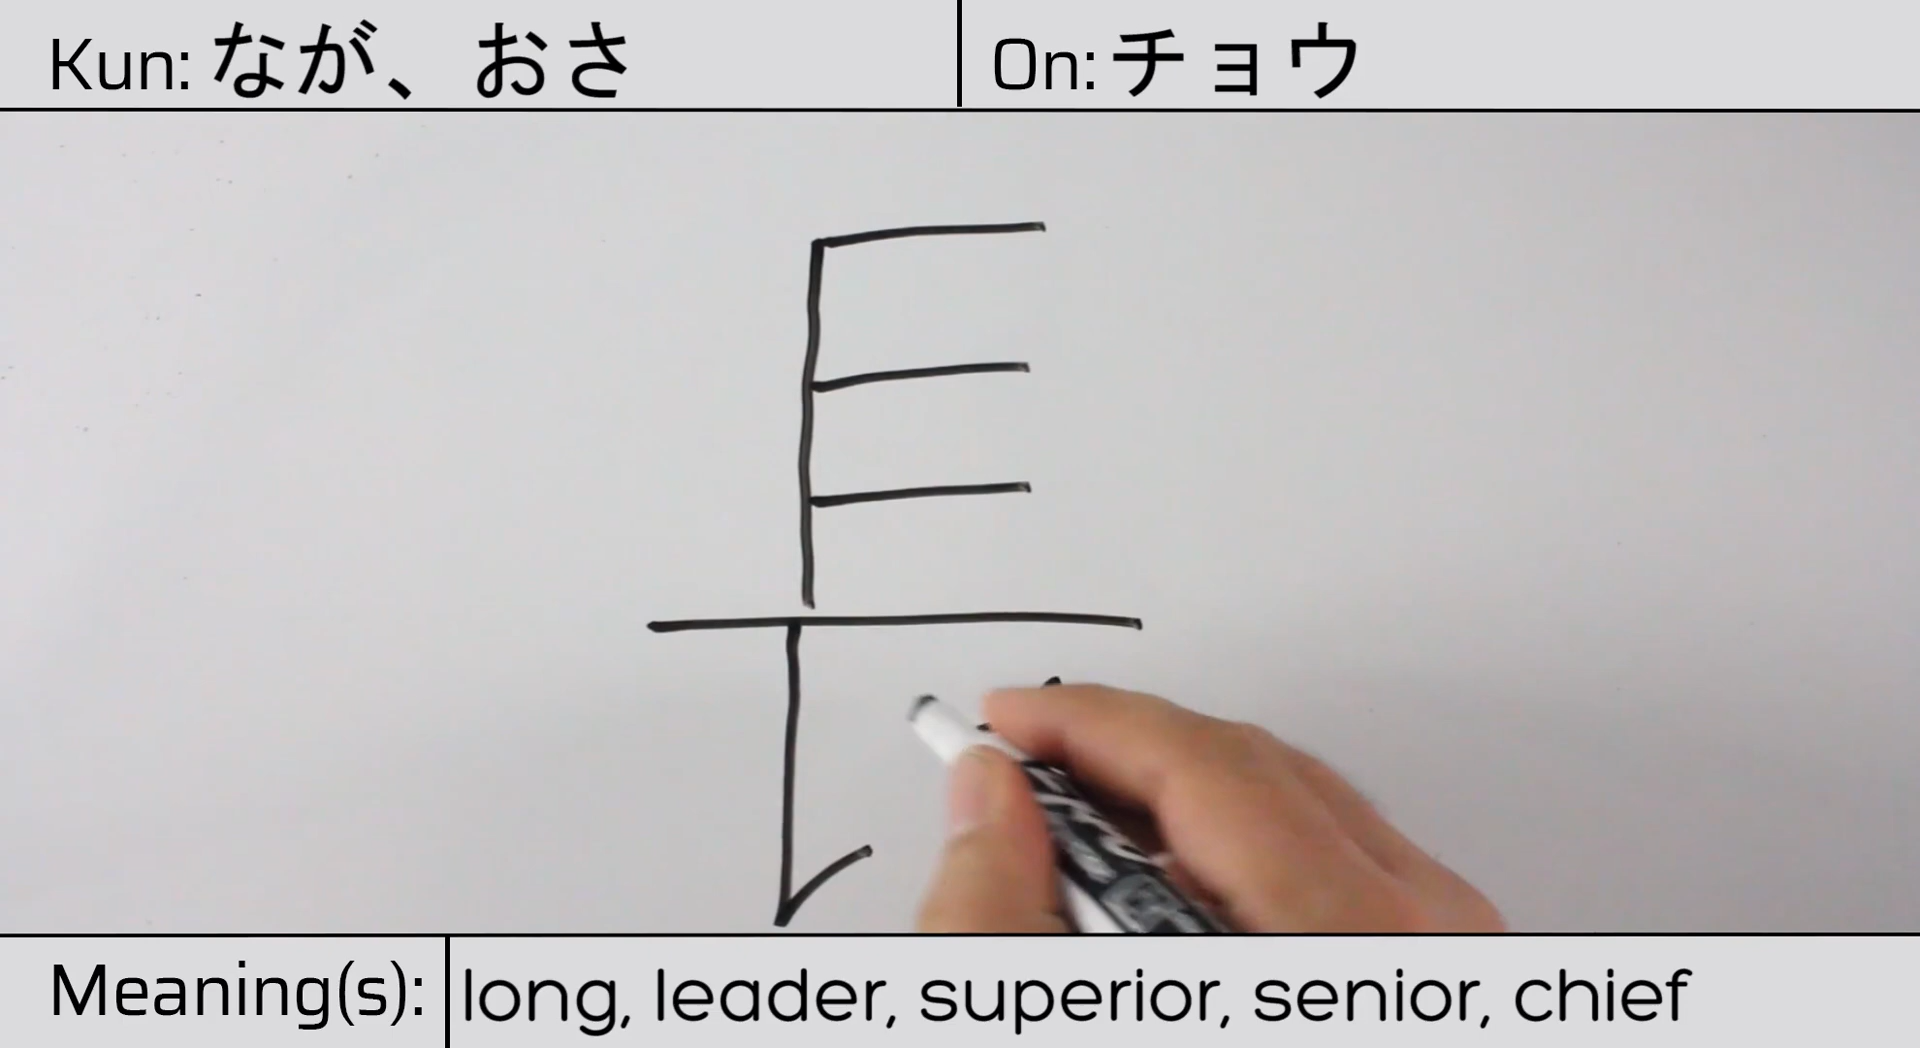 Kun: なが、おさ
On: チョウ
Meaning(s): long, leader, superior, senior, chief